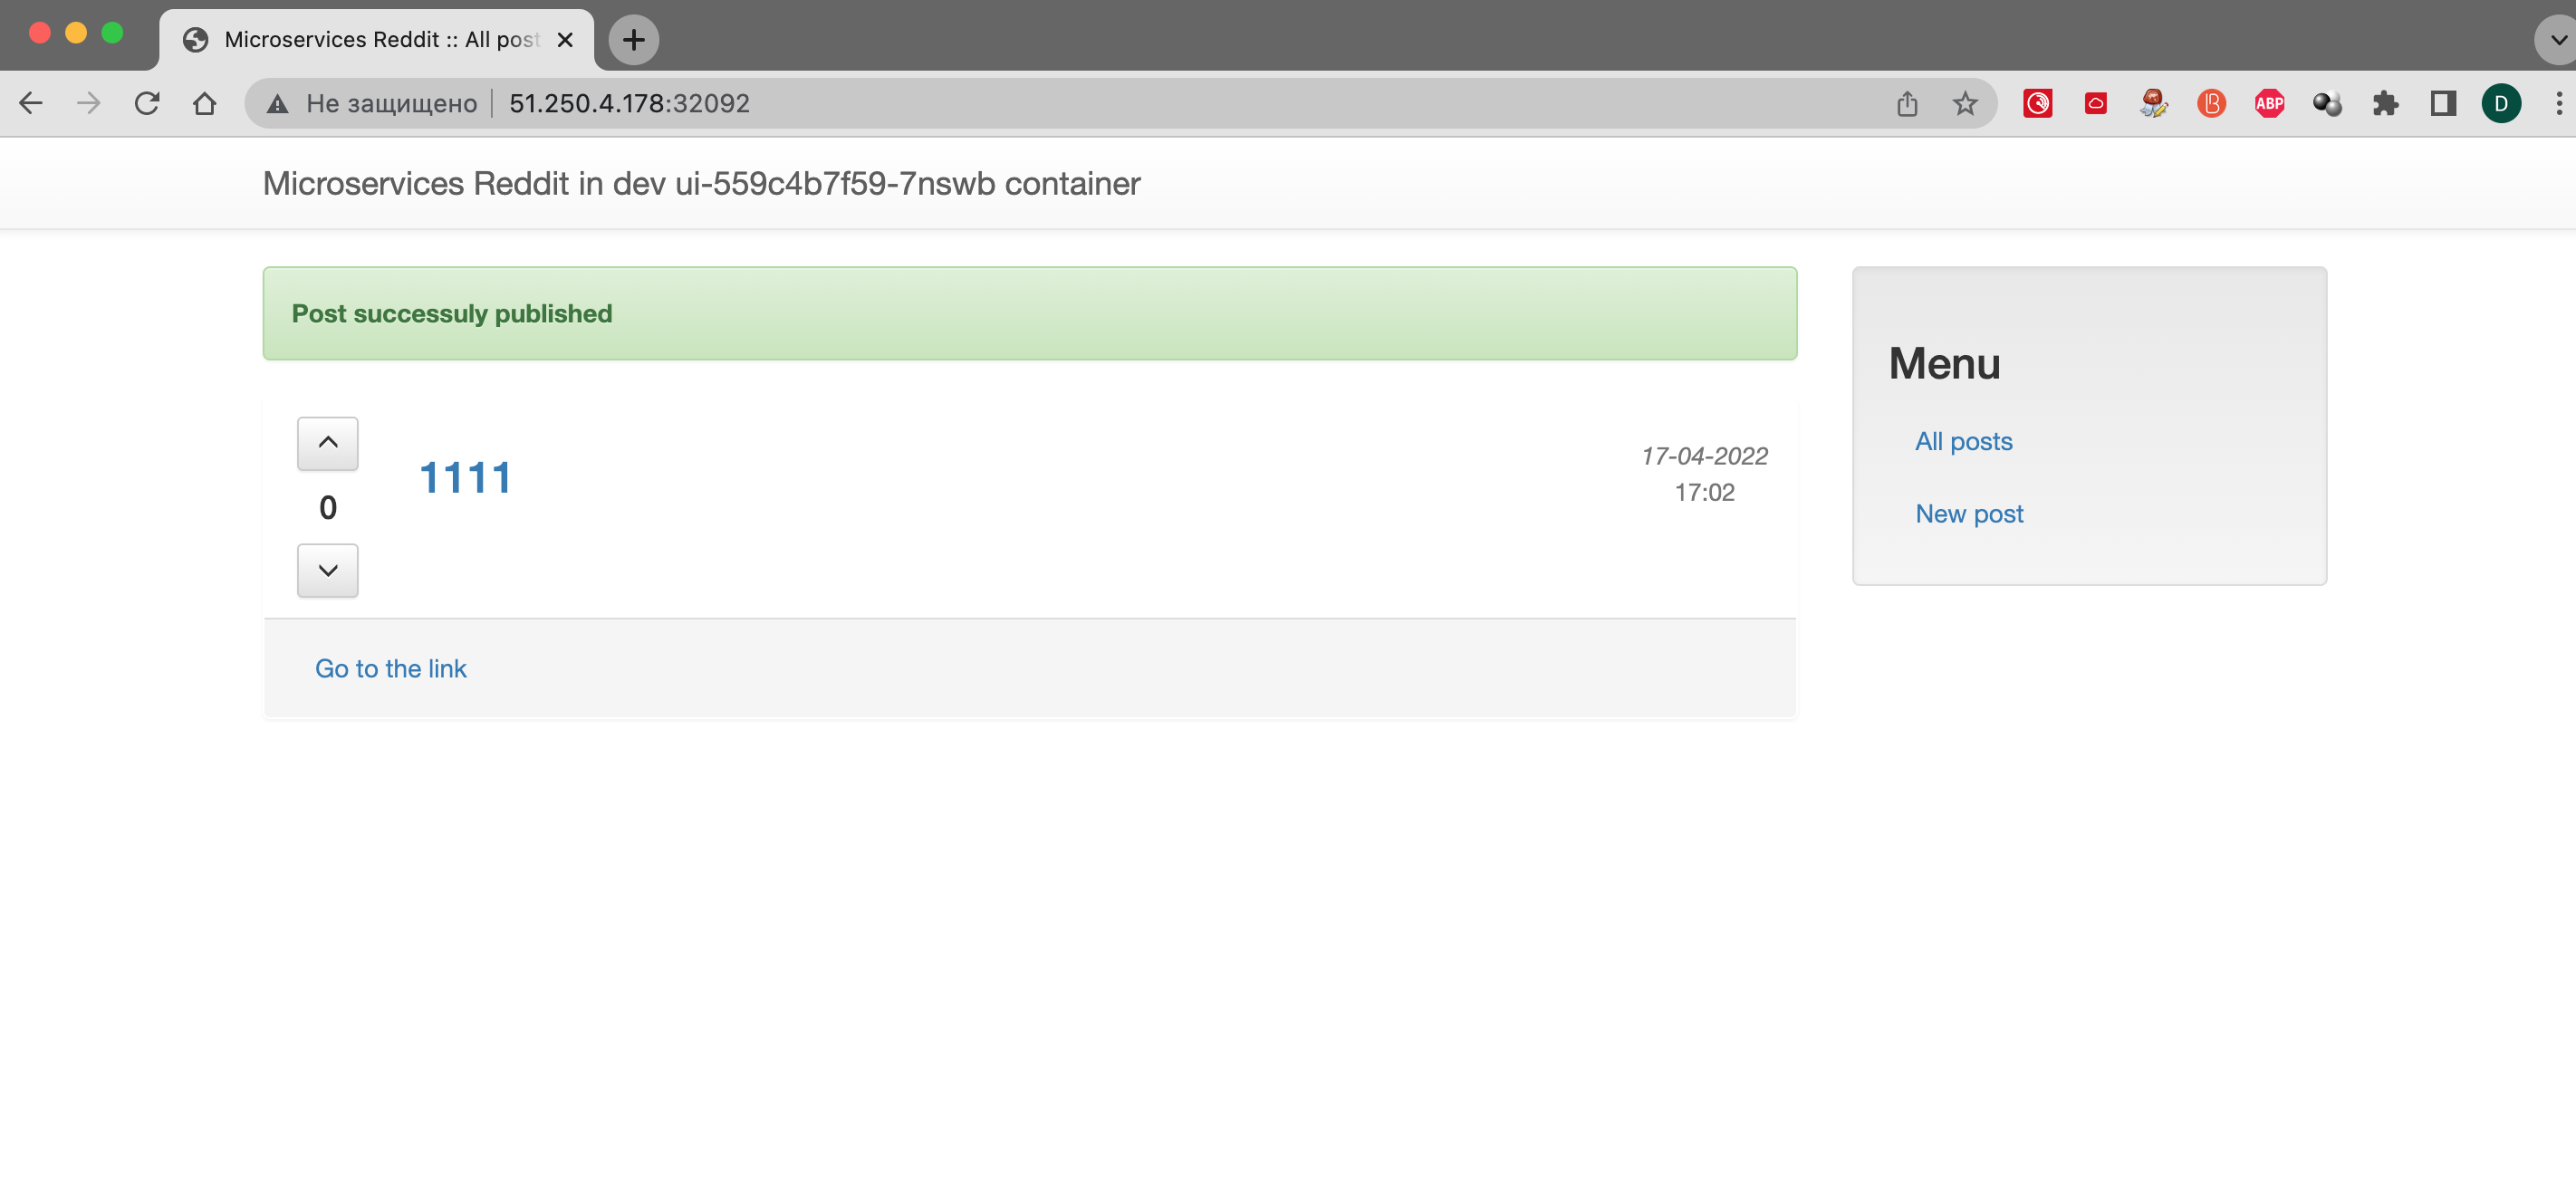 Microservices Reddit :: All post
Не защищено
51.250.4.178:32092
ABP
D
Microservices Reddit in dev ui-559c4b7f59-7nswb container
Post successuly published
Menu
All posts
New post
0
1111
17-04-2022
17:02
Go to the link